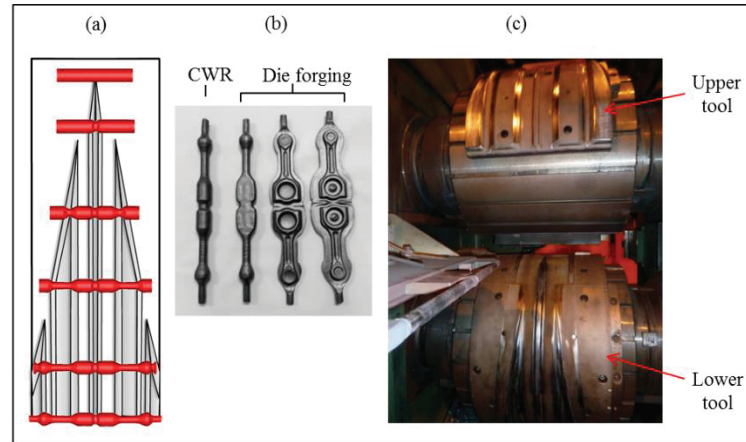 (a)
(b)
(c)
CWR
Die forging
Upper
tool
Lower
tool